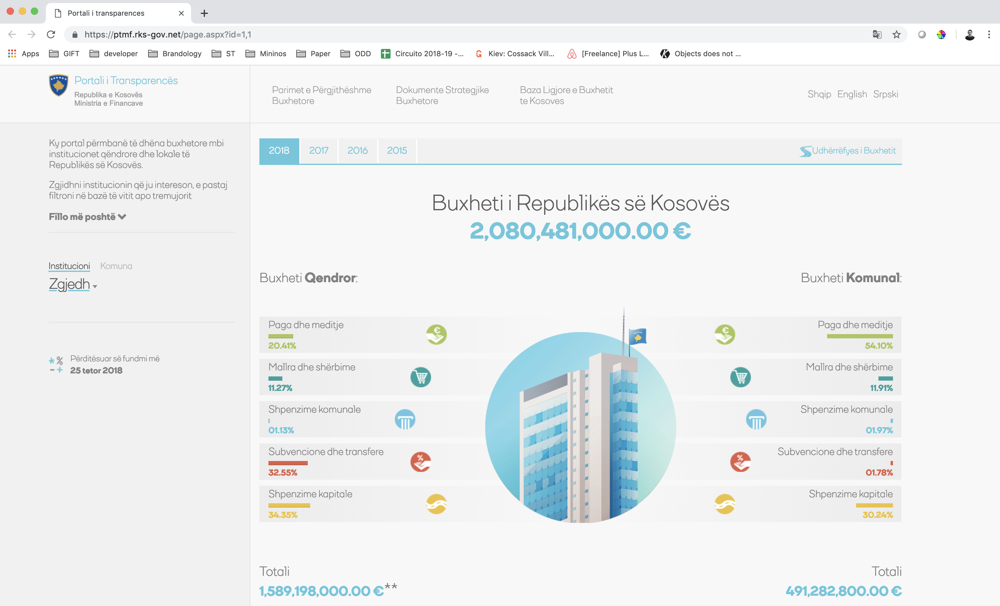 Portali i transparences
https://ptmf.rks-gov.net/page.aspx?id=1,1
Apps GIFT developer Brandology ST Mininos Paper ODD Circuito 2018-19 -... Kiev: Cossack Vill... [Freelance] Plus L... Objects does not ...
Portali i Transparencës
Republika e Kosovës
Ministria e Financave
Parimet e Përgjithëshme
Buxhetore
Dokumente Strategjike
Buxhetore
Baza Ligjore e Buxhetit
te Kosoves
Shqip English Srpski
Ky portal përmbanë të dhëna buxhetore mbi
institucionet qëndrore dhe lokale të
Republikës së Kosovës.
Zgjidhni institucionin që ju intereson, e pastaj
filtroni në bazë të vitit apo tremujorit
Fillo më poshtë
Institucioni Komuna
Zgjedh
* %
- +
Përditësuar së fundmi më
25 tetor 2018
2018 2017 2016 2015 Udhërrëfyes i Buxhetit
Buxheti i Republikës së Kosovës
2,080,481,000.00 €
Buxheti Qendror:
Paga dhe meditje
€
20.41%
Mallra dhe shërbime
11.27%
Shpenzime komunale
01.13%
Subvencione dhe transfere
%
32.55%
Shpenzime kapitale
34.35%
Totali
1,589,198,000.00 €**
Buxheti Komunal:
Paga dhe meditje
€
54.10%
Mallra dhe shërbime
11.91%
Shpenzime komunale
01.97%
Subvencione dhe transfere
%
01.78%
Shpenzime kapitale
30.24%
Totali
491,282,800.00 €